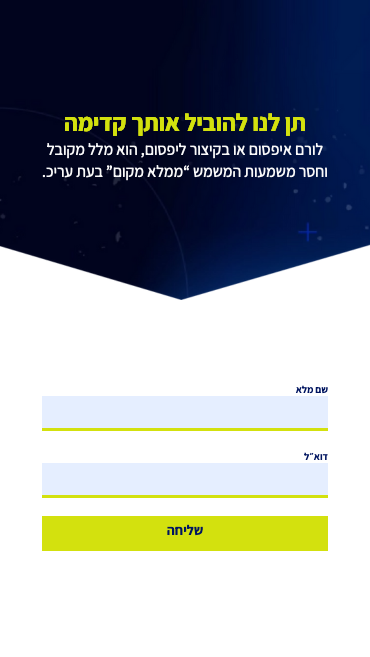 תן לנו להוביל אותך קדימה
לורם איפסום או בקיצור ליפסום, הוא מלל מקובל
וחסר משמעות המשמש “ממלא מקום” בעת עריכ.
שם מלא
דוא״ל
שליחה